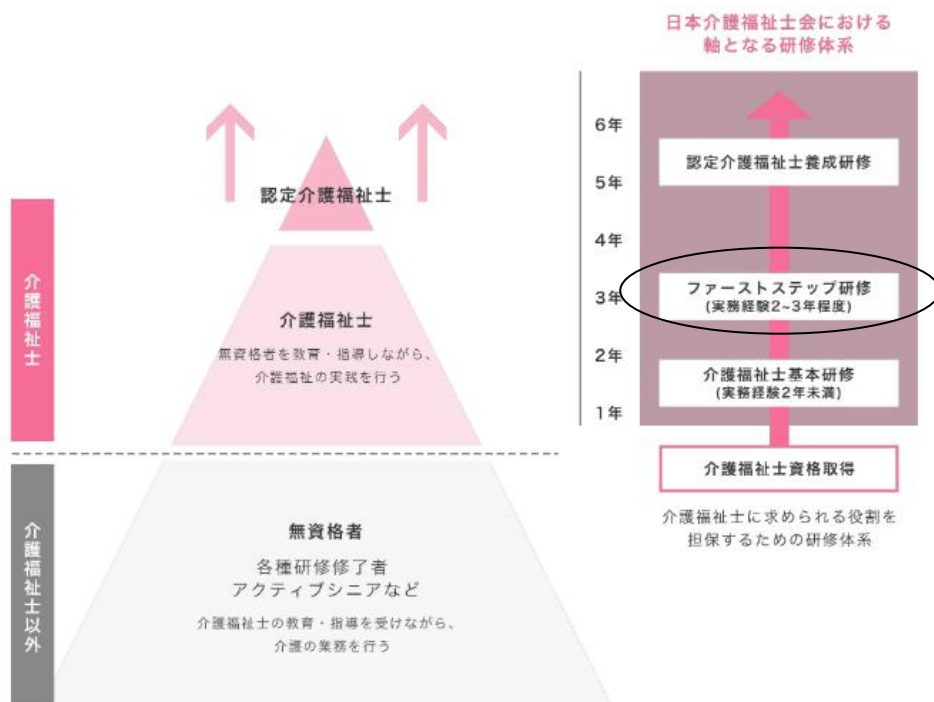 日本介護福祉士会における
軸となる研修体系
6年
認定介護福祉士養成研修
5年
4年
ファーストステップ研修
3年
(実務経験2~3年程度)
2年
介護福祉士基本研修
(実務経験2年未満)
1年
介護福祉士資格取得
介護福祉士に求められる役割を
担保するための研修体系
認定介護福祉士
介護福祉士
介護福祉士
無資格者を教育・指導しながら、
介護福祉の実践を行う
介護福祉士以外
無資格者
各種研修修了者
アクティブシニアなど
介護福祉士の教育・指導を受けながら、
介護の業務を行う